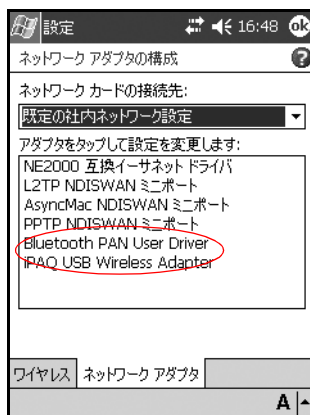 設定 16:48 ok
ネットワーク アダプタの構成
ネットワーク カードの接続先:
既定の社内ネットワーク設定
アダプタをタップして設定を変更します:
NE2000 互換イーサネット ドライバ
L2TP NDISWAN ミニポート
AsyncMac NDISWAN ミニポート
PPTP NDISWAN ミニポート
Bluetooth PAN User Driver
iPAQ USB Wireless Adapter
ワイヤレス ネットワーク アダプタ
A